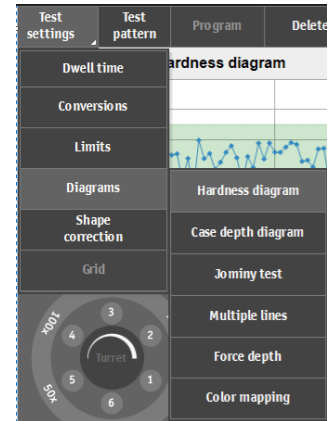 Test settings
Test pattern
Program
Delete
ardness diagram
Dwell time
Conversions
Limits
Diagrams
Shape correction
Grid
Hardness diagram
Case depth diagram
Jominy test
Multiple lines
Force depth
Color mapping
100x
50x
3
4
2
Turret
5
1
6